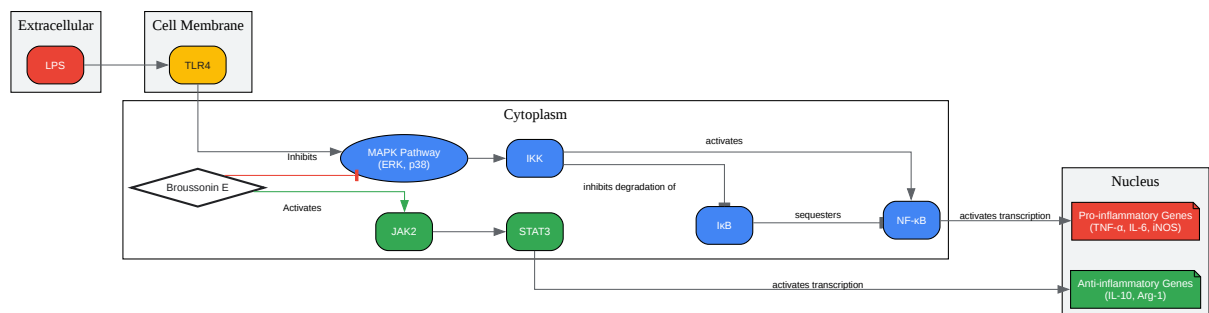 Extracellular
Cell Membrane
LPS
TLR4
Cytoplasm
activates
Inhibits
MAPK Pathway
(ERK, p38)
IKK
Broussonin E
inhibits degradation of
Activates
JAK2
STAT3
IκB
sequesters
NF-κB
activates transcription
Nucleus
Pro-inflammatory Genes
(TNF-α, IL-6, iNOS)
activates transcription
Anti-inflammatory Genes
(IL-10, Arg-1)